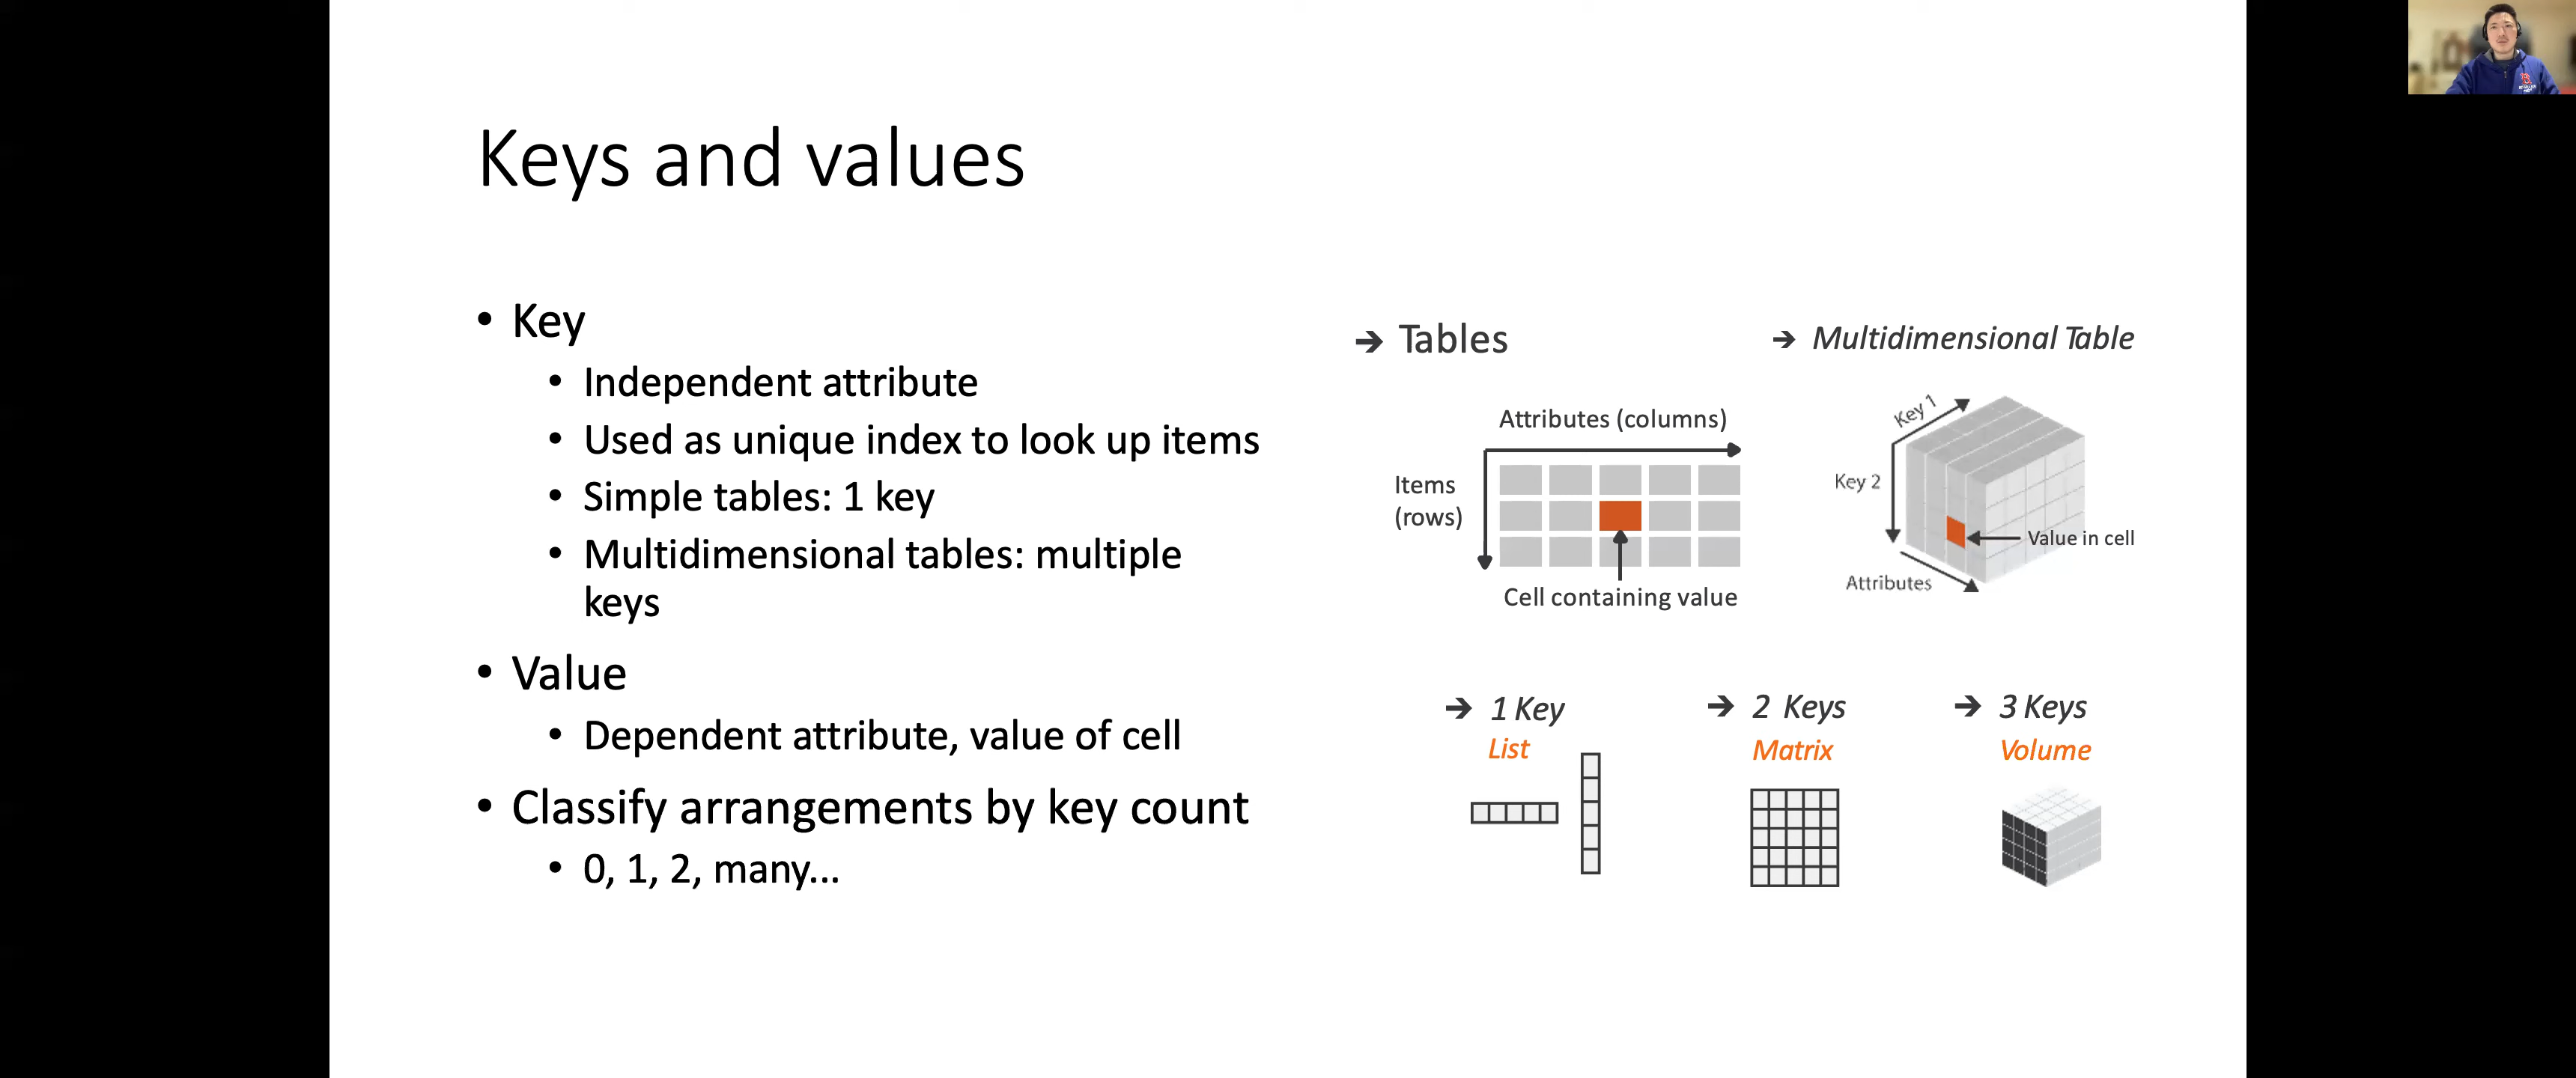 Keys and values
• Key
• Independent attribute
• Used as unique index to look up items
• Simple tables: 1 key
• Multidimensional tables: multiple
keys
• Value
• Dependent attribute, value of cell
• Classify arrangements by key count
• 0, 1, 2, many...
➔ Tables
Attributes (columns)
Items
(rows)
Cell containing value
➔ Multidimensional Table
Key 1
Key 2
Value in cell
Attributes
➔ 1 Key
List
➔ 2 Keys
Matrix
➔ 3 Keys
Volume